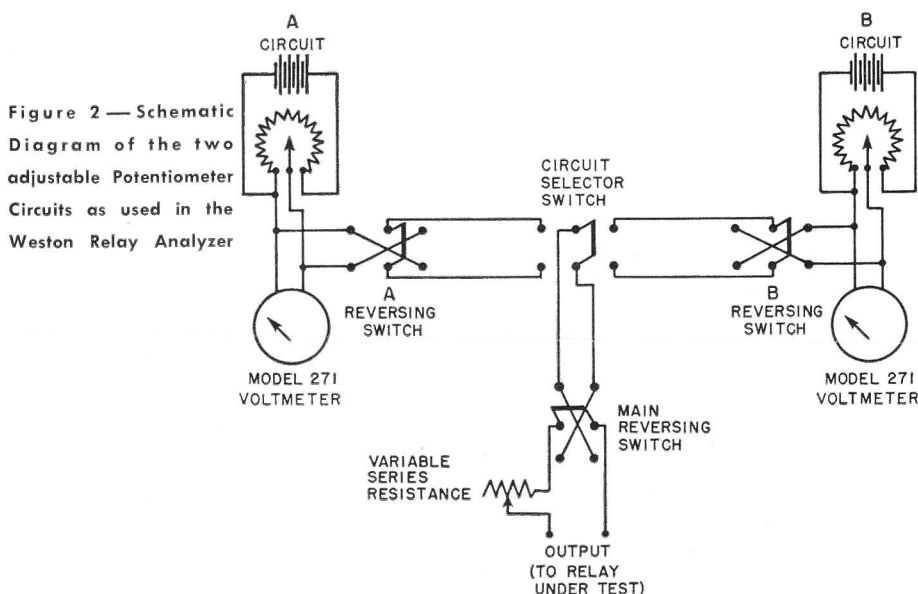 A
CIRCUIT
B
CIRCUIT
Figure 2 — Schematic
Diagram of the two
adjustable Potentiometer
Circuits as used in the
Weston Relay Analyzer
CIRCUIT
SELECTOR
SWITCH
A
REVERSING
SWITCH
B
REVERSING
SWITCH
MODEL 271
VOLTMETER
MODEL 271
VOLTMETER
MAIN
REVERSING
SWITCH
VARIABLE
SERIES
RESISTANCE
OUTPUT
(TO RELAY
UNDER TEST)